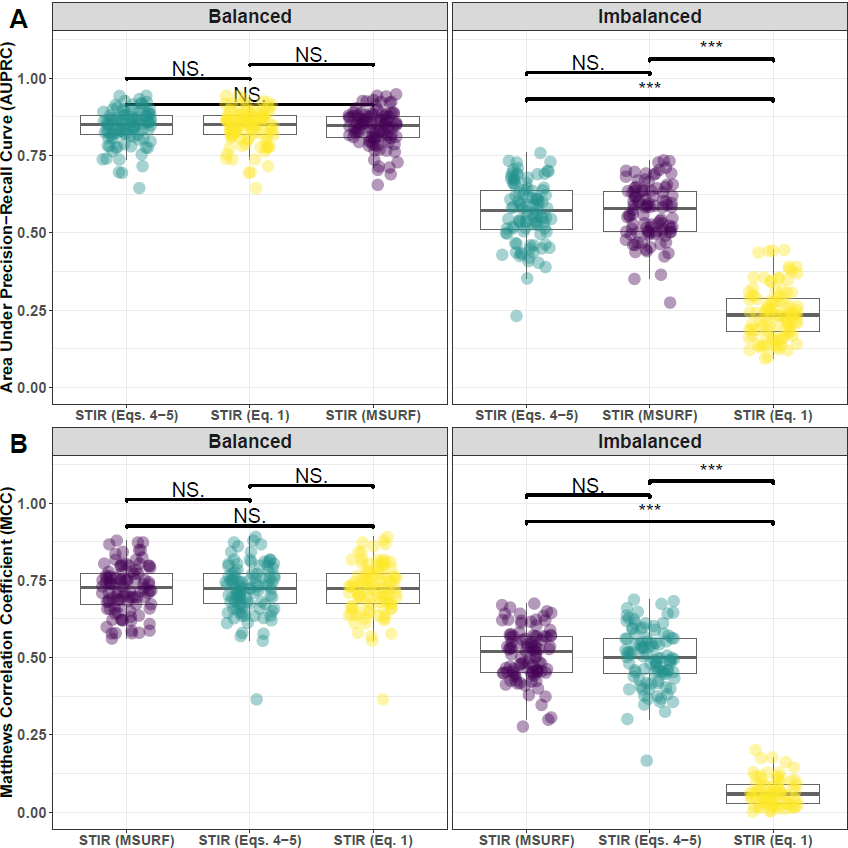 A
Balanced
Imbalanced
Area Under Precision−Recall Curve (AUPRC)
1.00
0.75
0.50
0.25
0.00
NS.
NS.
NS.
NS.
***
***
STIR (Eqs. 4−5)
STIR (Eq. 1)
STIR (MSURF)
STIR (Eqs. 4−5)
STIR (MSURF)
STIR (Eq. 1)
B
Balanced
Imbalanced
Matthews Correlation Coefficient (MCC)
1.00
0.75
0.50
0.25
0.00
NS.
NS.
NS.
NS.
***
***
STIR (MSURF)
STIR (Eqs. 4−5)
STIR (Eq. 1)
STIR (MSURF)
STIR (Eqs. 4−5)
STIR (Eq. 1)